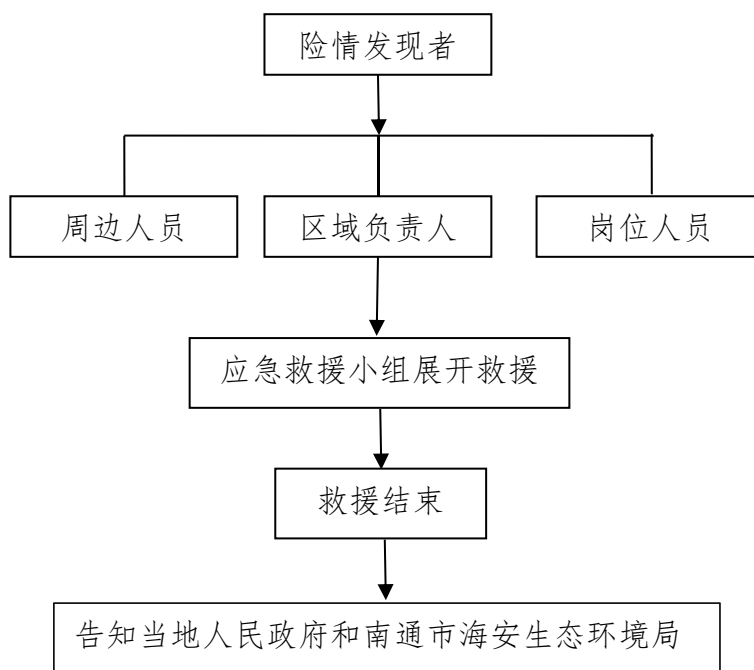 险情发现者
周边人员
区域负责人
岗位人员
应急救援小组展开救援
救援结束
告知当地人民政府和南通市海安生态环境局